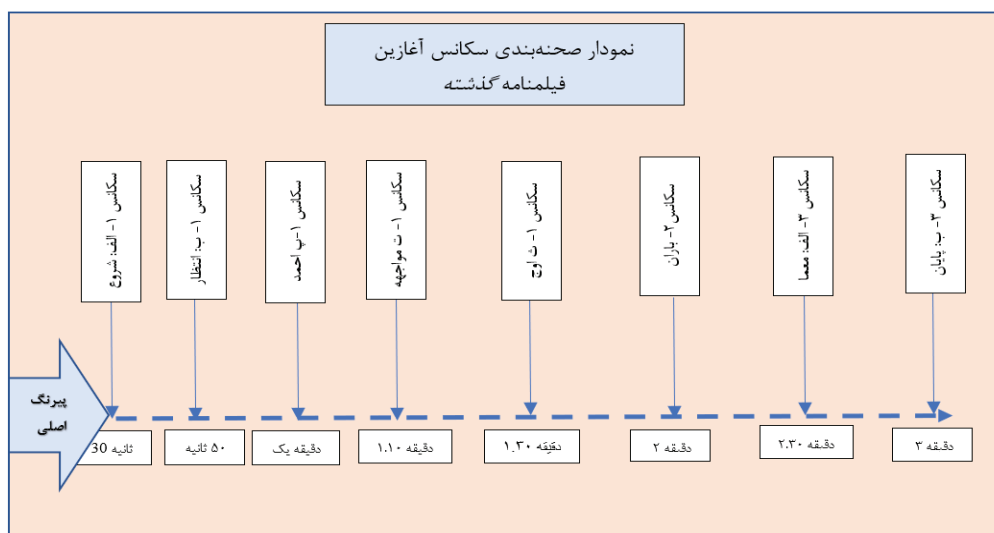 نمودار صحنه‌بندی سکانس آغازین
فیلمنامه گذشته
سکانس ۱- الف: شروع
سکانس ۱- ب: انتظار
سکانس ۱-پ احمد
سکانس ۱- ت مواجهه
سکانس ۱- ث اوج
سکانس۲- باران
سکانس ۳- الف: معما
سکانس ۳- ب: پایان
پیرنگ
اصلی
30 ثانیه
۵۰ ثانیه
دقیقه یک
دقیقه ۱.۱۰
دقیقه ۱.۳۰
دقیقه ۲
دقیقه ۲.۳۰
دقیقه ۳